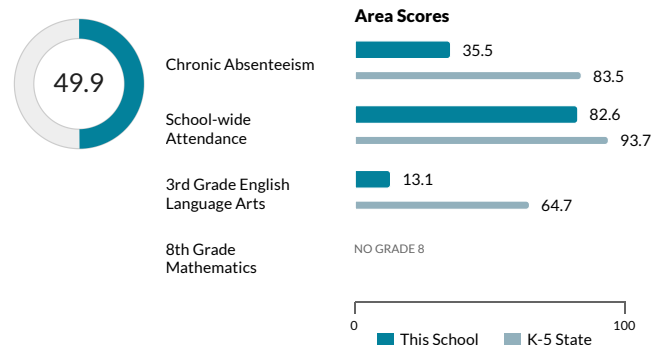 Area Scores
49.9
Chronic Absenteeism
35.5
83.5
School-wide
Attendance
82.6
93.7
3rd Grade English
Language Arts
13.1
64.7
8th Grade
Mathematics
NO GRADE 8
0
100
This School
K-5 State